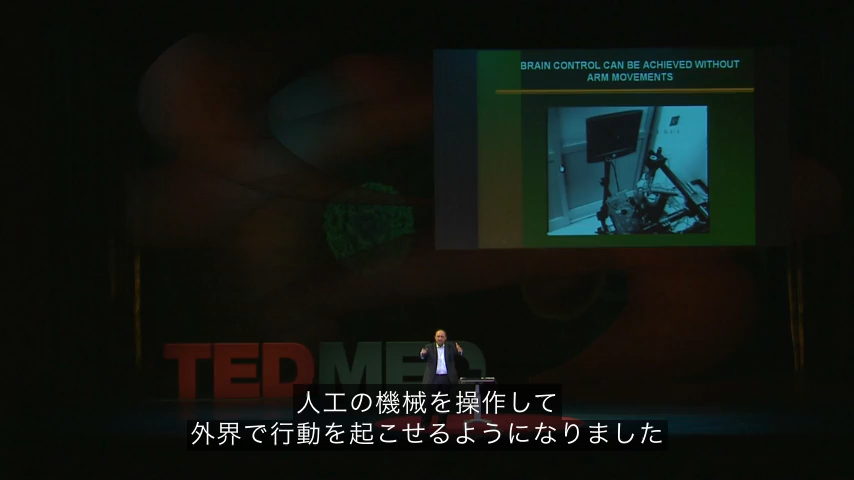 BRAIN CONTROL CAN BE ACHIEVED WITHOUT
ARM MOVEMENTS
TEDMED
人工の機械を操作して
外界で行動を起こせるようになりました